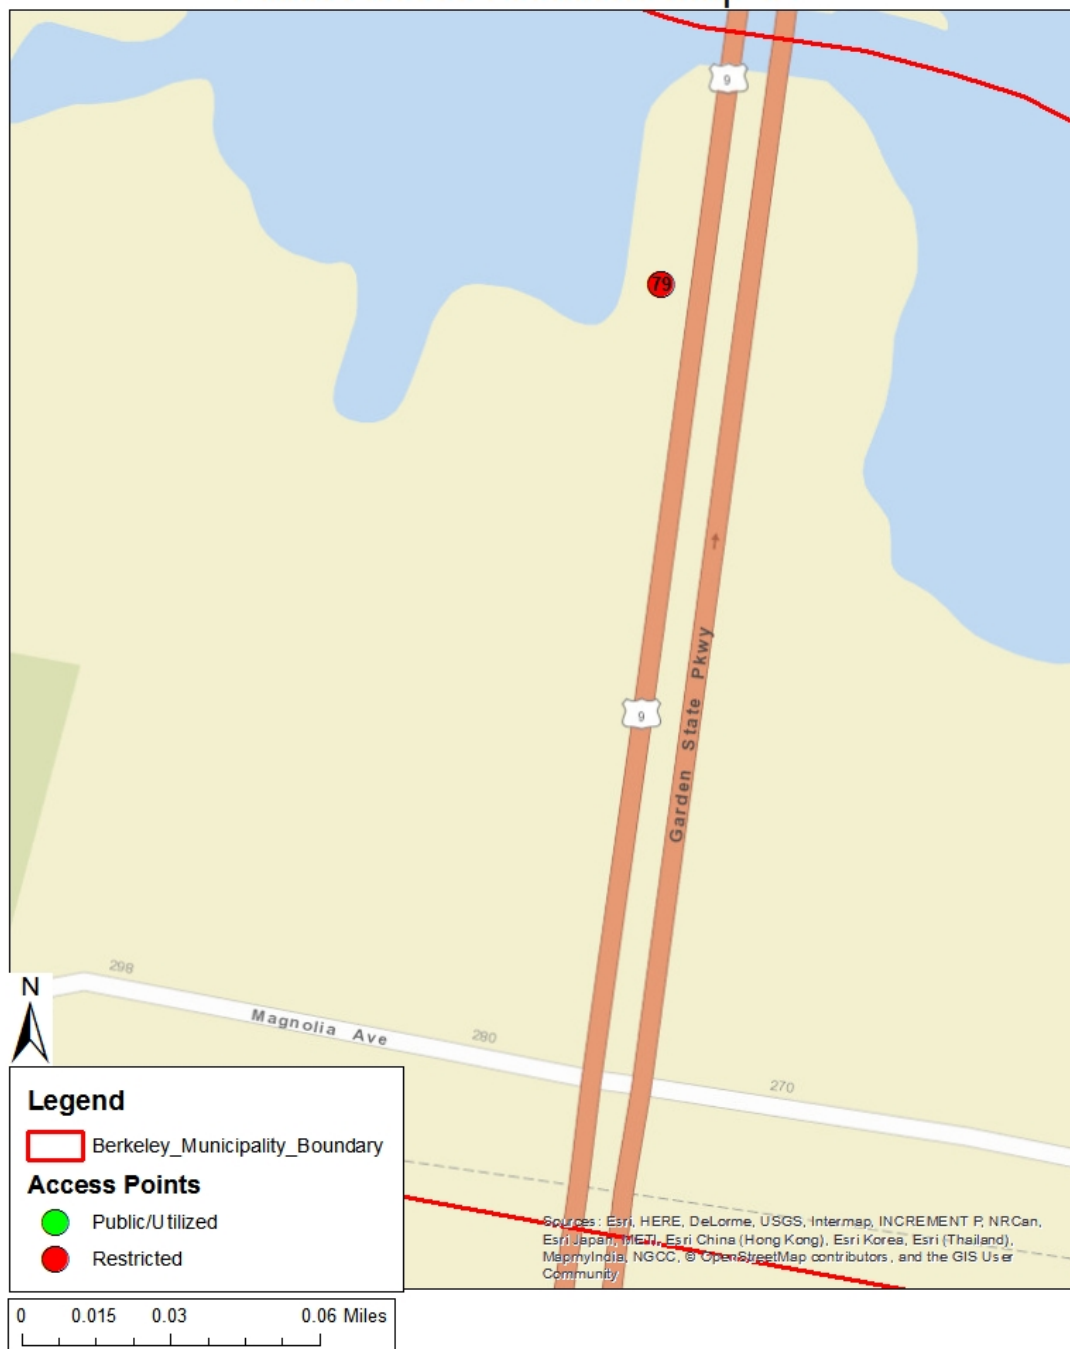 9
79
9
Garden State Pkwy
298
Magnolia Ave
280
270
N
Legend
Berkeley_Municipality_Boundary
Access Points
Public/Utilized
Restricted
Sources: Esri, HERE, DeLorme, USGS, Intermap, INCREMENT P, NRCan,
Esri Japan, METI, Esri China (Hong Kong), Esri Korea, Esri (Thailand),
MapmyIndia, NGCC, © OpenStreetMap contributors, and the GIS User
Community
0 0.015 0.03 0.06 Miles